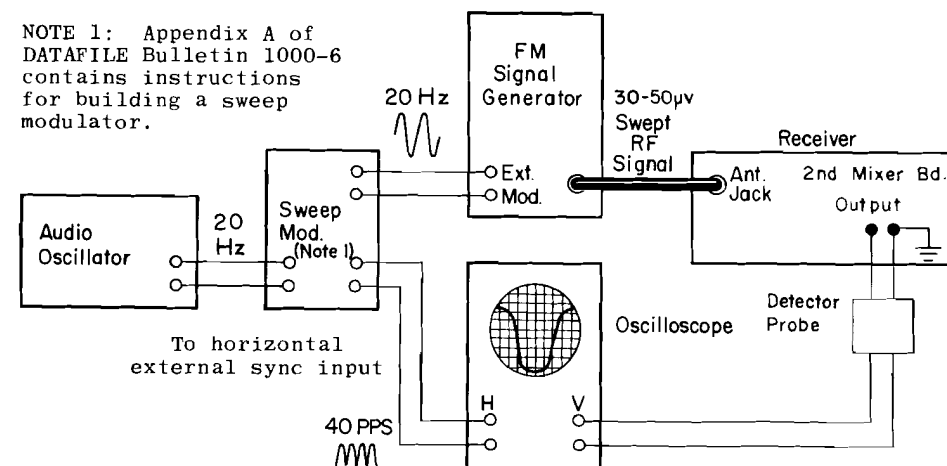 NOTE 1: Appendix A of
DATAFILE Bulletin 1000-6
contains instructions
for building a sweep
modulator.
20 Hz
FM
Signal
Generator
Ext.
Mod.
30-50μv
Swept
RF
Signal
Receiver
Ant.
Jack
2nd Mixer Bd.
Output
Audio
Oscillator
20
Hz
Sweep
Mod.
(Note 1)
To horizontal
external sync input
40 PPS
H
V
Oscilloscope
Detector
Probe